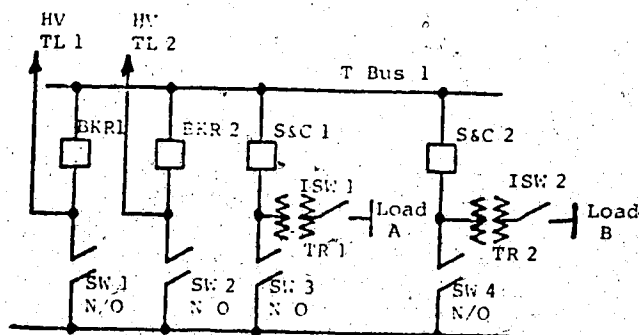 HV
TL 1
HV
TL 2
T Bus 1
BKR1
BKR 2
S&C 1
S&C 2
ISW 1
Load
A
TR 1
ISW 2
Load
B
TR 2
SW 1
N/O
SW 2
N O
SW 3
N O
SW 4
N/O